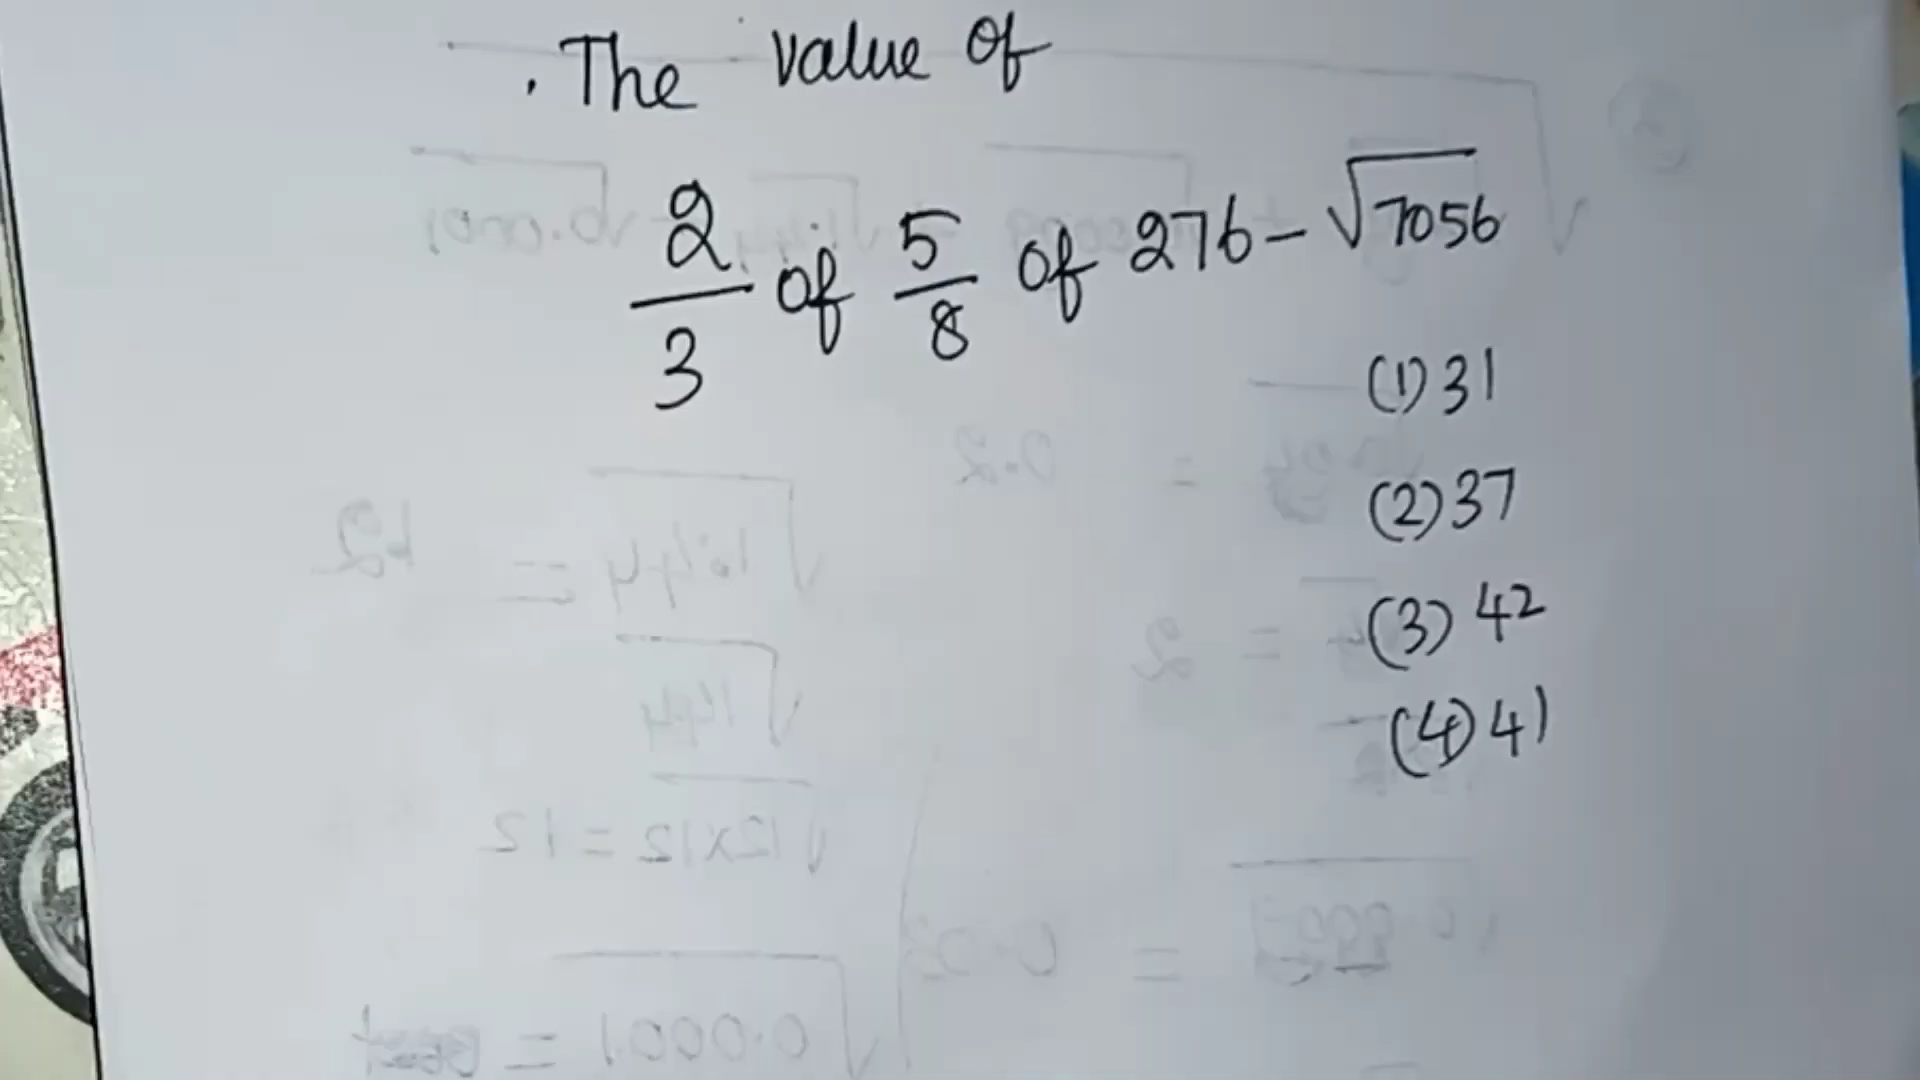 . The value of
2/3 of 5/8 of 276 - √7056
(1) 31
(2) 37
(3) 42
(4) 41